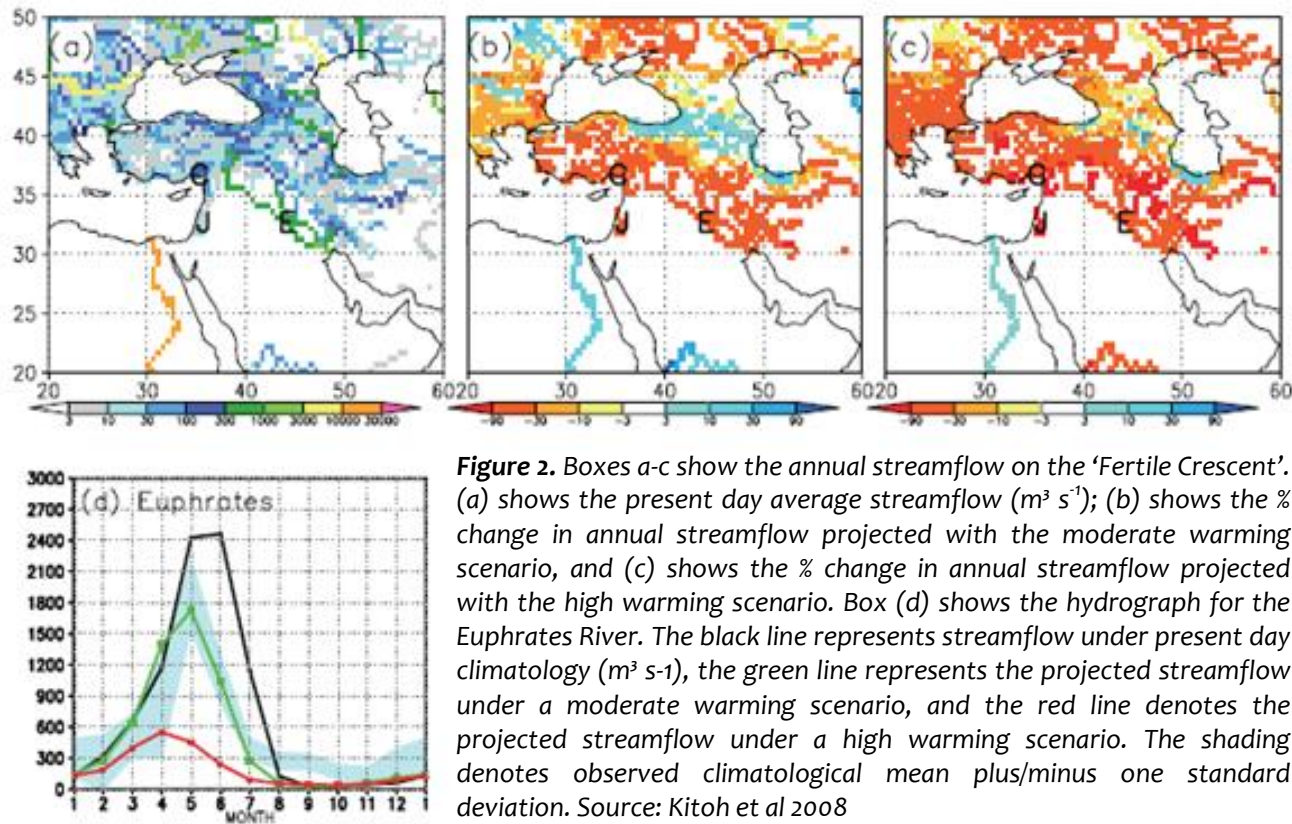 50
(a)
(b)
(c)
45
40
35
30
25
20
C
J
E
C
J
E
J
E
20 30 40 50 60
20 30 40 50 60
20 30 40 50 60
3 10 30 100 300 1000 3000 10000 30000
-90 -30 -10 -3 3 10 30 90
-90 -30 -10 -3 3 10 30 90
(d) Euphrates
3000
2700
2400
2100
1800
1500
1200
900
600
300
0
1 2 3 4 5 6 7 8 9 10 11 12 1
MONTH
Figure 2. Boxes a-c show the annual streamflow on the ‘Fertile Crescent’.
(a) shows the present day average streamflow (m³ s⁻¹); (b) shows the %
change in annual streamflow projected with the moderate warming
scenario, and (c) shows the % change in annual streamflow projected
with the high warming scenario. Box (d) shows the hydrograph for the
Euphrates River. The black line represents streamflow under present day
climatology (m³ s-1), the green line represents the projected streamflow
under a moderate warming scenario, and the red line denotes the
projected streamflow under a high warming scenario. The shading
denotes observed climatological mean plus/minus one standard
deviation. Source: Kitoh et al 2008